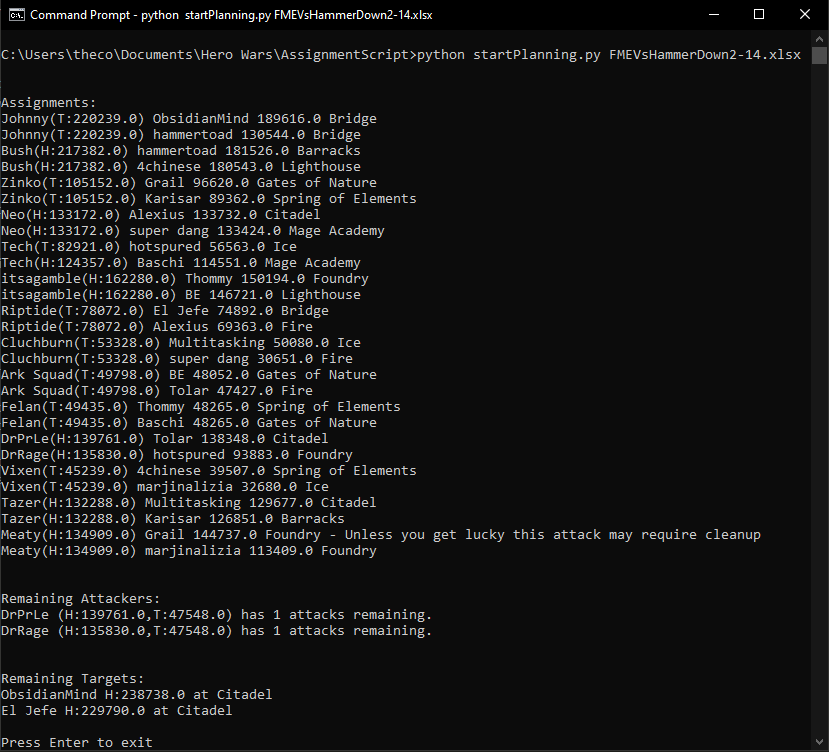 Command Prompt - python startPlanning.py FMEVsHammerDown2-14.xlsx
C:\Users\theco\Documents\Hero Wars\AssignmentScript>python startPlanning.py FMEVsHammerDown2-14.xlsx
Assignments:
Johnny(T:220239.0) ObsidianMind 189616.0 Bridge
Johnny(T:220239.0) hammertoad 130544.0 Bridge
Bush(H:217382.0) hammertoad 181526.0 Barracks
Bush(H:217382.0) 4chinese 180543.0 Lighthouse
Zinko(T:105152.0) Grail 96620.0 Gates of Nature
Zinko(T:105152.0) Karisar 89362.0 Spring of Elements
Neo(H:133172.0) Alexius 133732.0 Citadel
Neo(H:133172.0) super dang 133424.0 Mage Academy
Tech(T:82921.0) hotspured 56563.0 Ice
Tech(H:124357.0) Baschi 114551.0 Mage Academy
itsagamble(H:162280.0) Thommy 150194.0 Foundry
itsagamble(H:162280.0) BE 146721.0 Lighthouse
Riptide(T:78072.0) El Jefe 74892.0 Bridge
Riptide(T:78072.0) Alexius 69363.0 Fire
Cluchburn(T:53328.0) Multitasking 50080.0 Ice
Cluchburn(T:53328.0) super dang 30651.0 Fire
Ark Squad(T:49798.0) BE 48052.0 Gates of Nature
Ark Squad(T:49798.0) Tolar 47427.0 Fire
Felan(T:49435.0) Thommy 48265.0 Spring of Elements
Felan(T:49435.0) Baschi 48265.0 Gates of Nature
DrPrLe(H:139761.0) Tolar 138348.0 Citadel
DrRage(H:135830.0) hotspured 93883.0 Foundry
Vixen(T:45239.0) 4chinese 39507.0 Spring of Elements
Vixen(T:45239.0) marjinalizia 32680.0 Ice
Tazer(H:132288.0) Multitasking 129677.0 Citadel
Tazer(H:132288.0) Karisar 126851.0 Barracks
Meaty(H:134909.0) Grail 144737.0 Foundry - Unless you get lucky this attack may require cleanup
Meaty(H:134909.0) marjinalizia 113409.0 Foundry
Remaining Attackers:
DrPrLe (H:139761.0,T:47548.0) has 1 attacks remaining.
DrRage (H:135830.0,T:47548.0) has 1 attacks remaining.
Remaining Targets:
ObsidianMind H:238738.0 at Citadel
El Jefe H:229790.0 at Citadel
Press Enter to exit